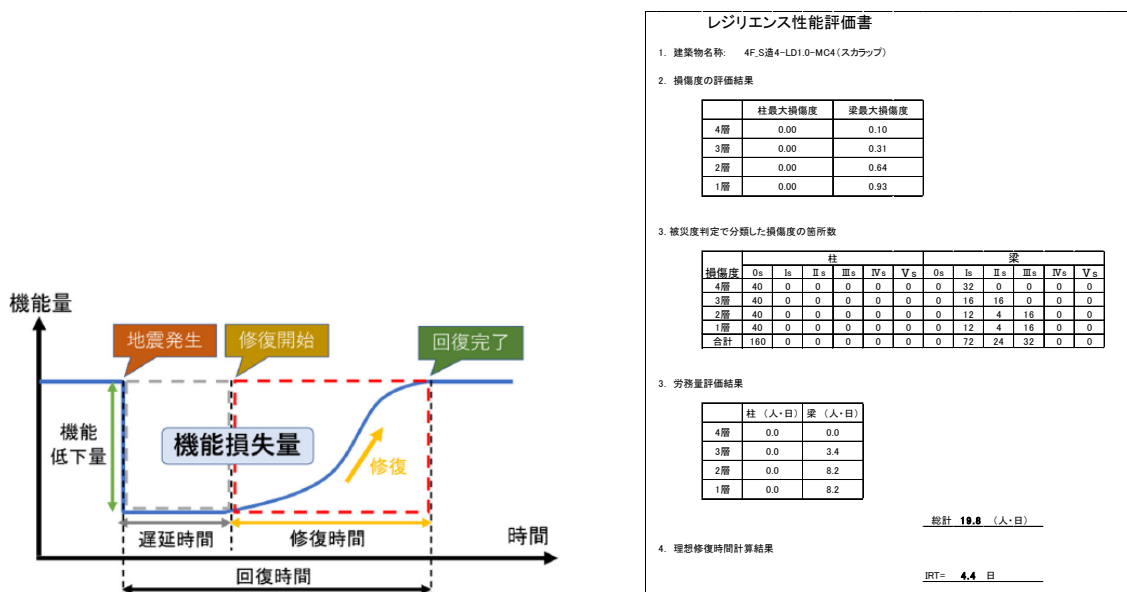 機能量
地震発生
修復開始
回復完了
機能
低下量
機能損失量
修復
遅延時間
修復時間
時間
回復時間
レジリエンス性能評価書
1. 建築物名称: 4F_S造4-LD1.0-MC4(スカラップ)
2. 損傷度の評価結果
柱最大損傷度 梁最大損傷度
4層 0.00 0.10
3層 0.00 0.31
2層 0.00 0.64
1層 0.00 0.93
3. 被災度判定で分類した損傷度の箇所数
柱 梁
損傷度 0s Is Ⅱs Ⅲs Ⅳs Ⅴs 0s Is Ⅱs Ⅲs Ⅳs Ⅴs
4層 40 0 0 0 0 0 0 32 0 0 0 0
3層 40 0 0 0 0 0 0 16 16 0 0 0
2層 40 0 0 0 0 0 0 12 4 16 0 0
1層 40 0 0 0 0 0 0 12 4 16 0 0
合計 160 0 0 0 0 0 0 72 24 32 0 0
3. 労務量評価結果
柱 (人・日) 梁 (人・日)
4層 0.0 0.0
3層 0.0 3.4
2層 0.0 8.2
1層 0.0 8.2
総計 19.8 (人・日)
4. 理想修復時間計算結果
IRT= 4.4 日